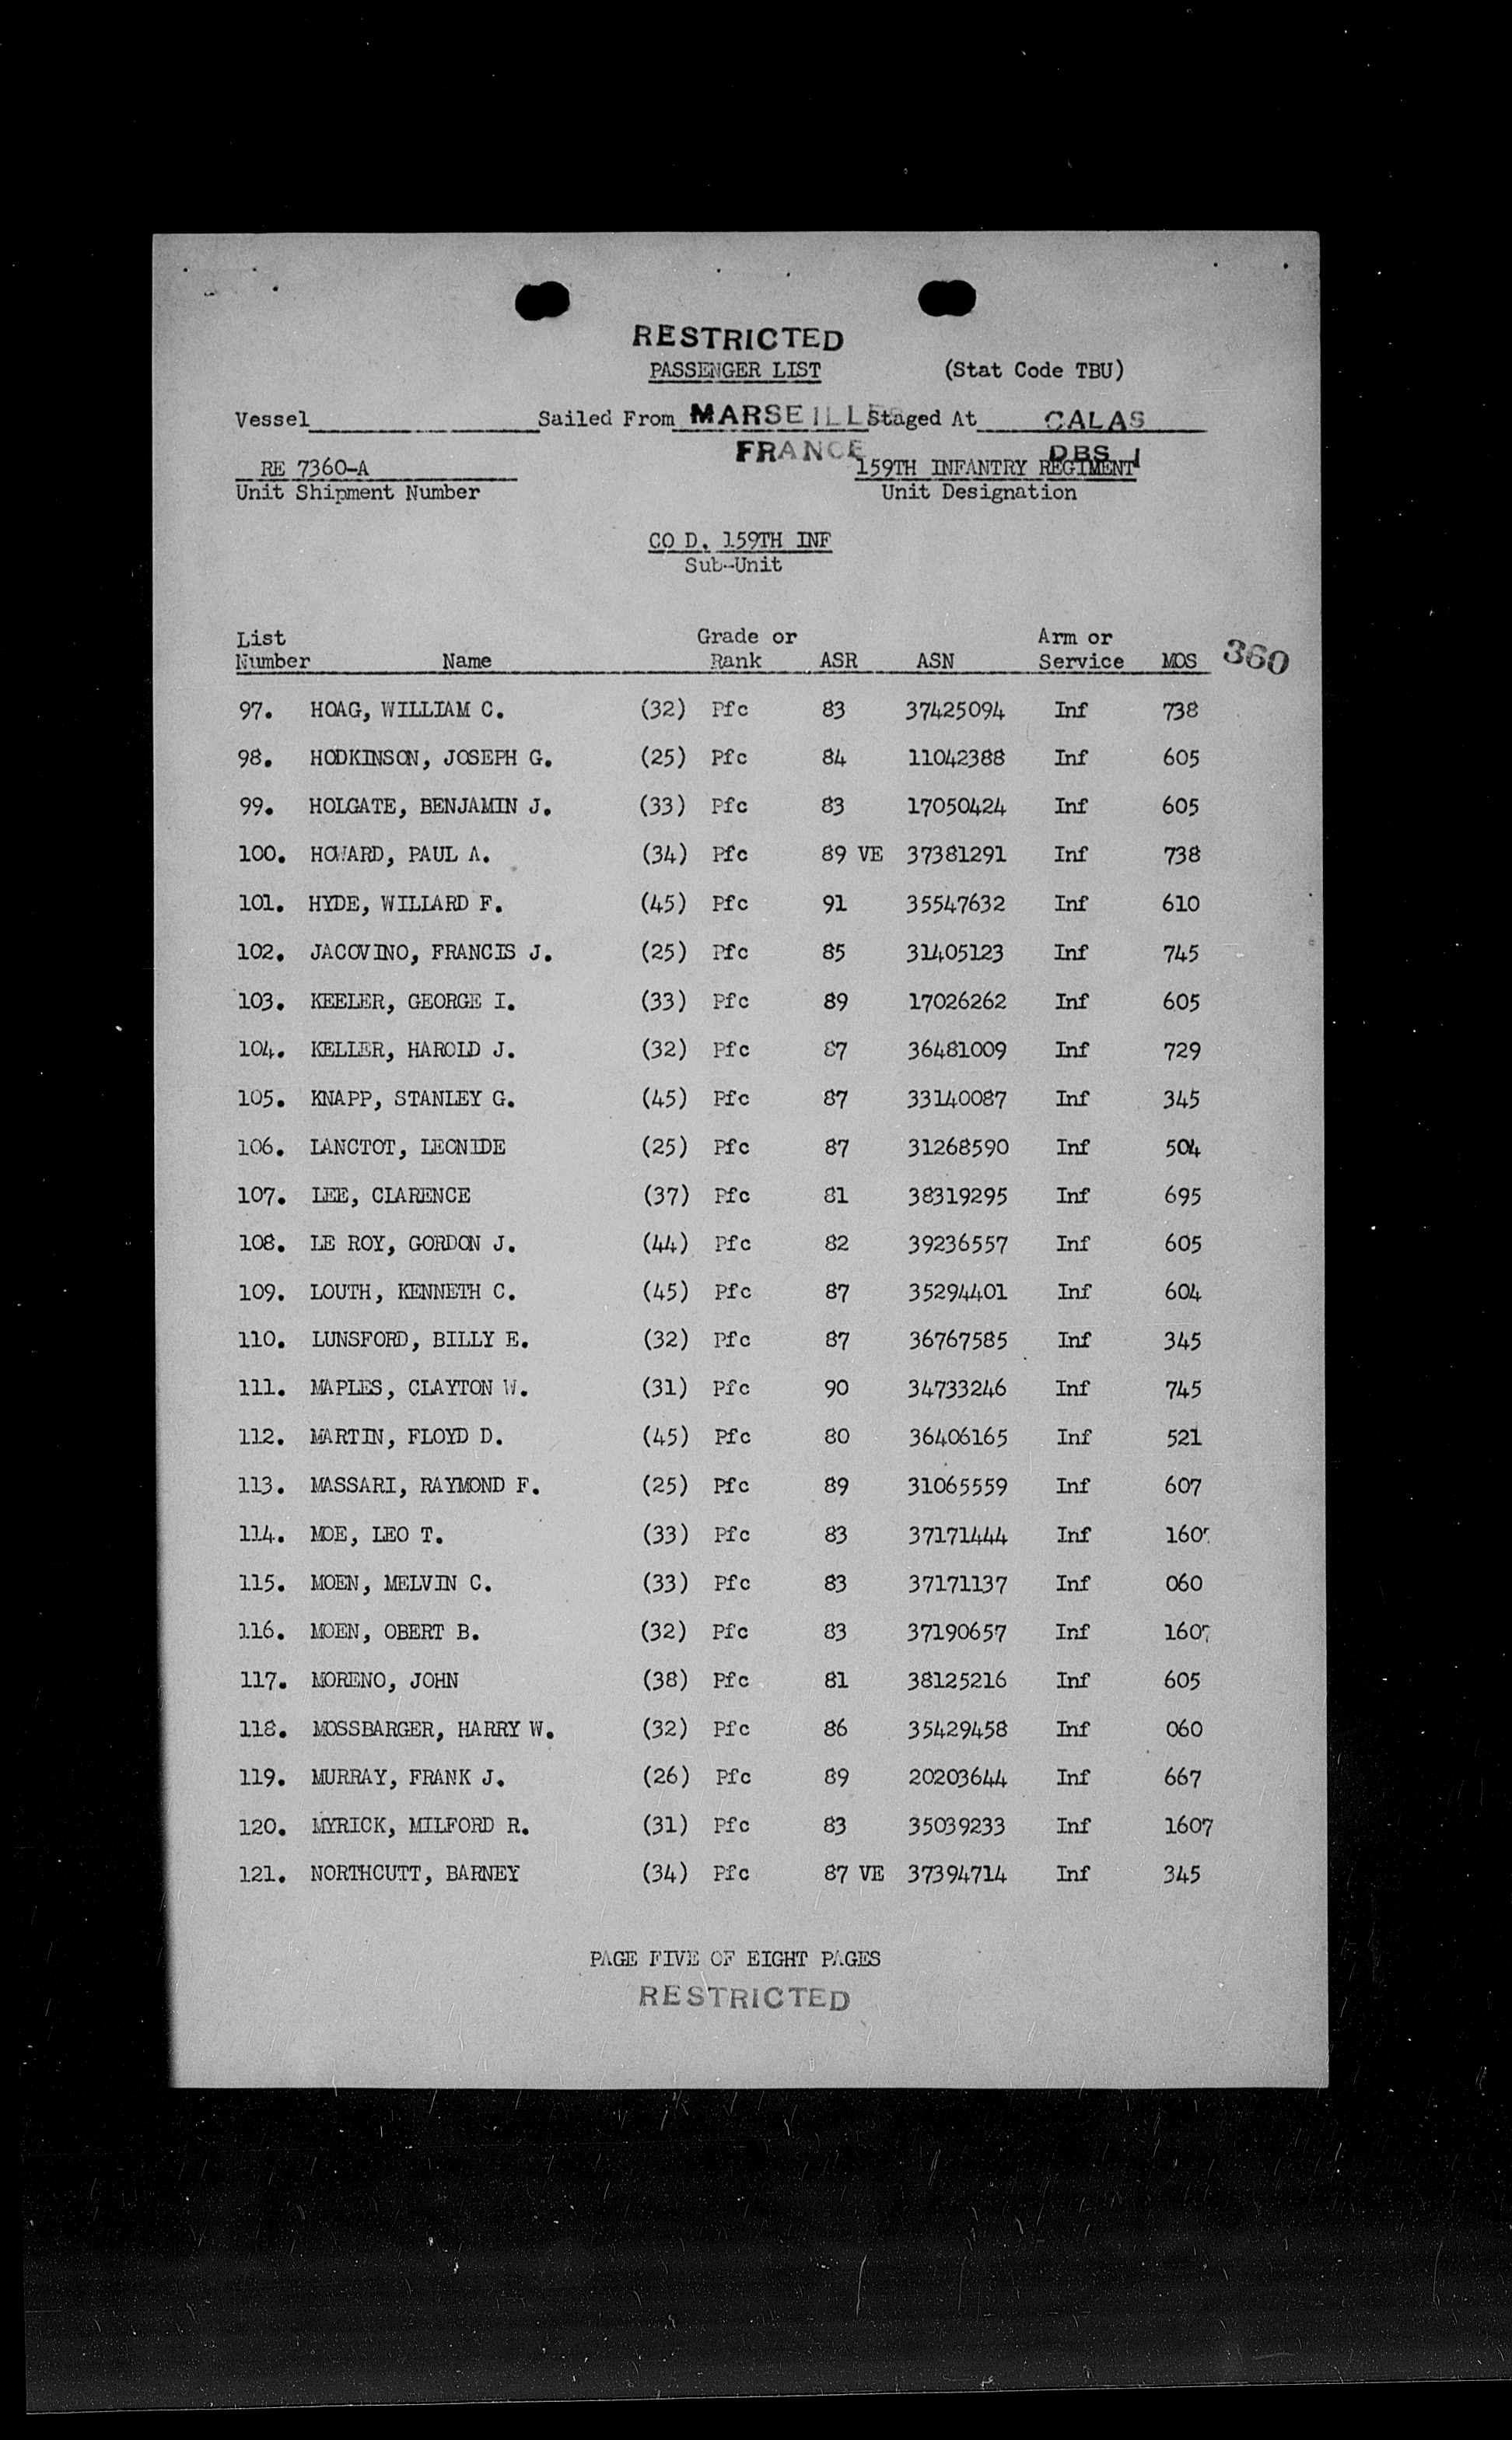 RESTRICTED
PASSENGER LIST (Stat Code TBU)
Vessel Sailed From MARSEILLES Staged At CALAS
FRANCE DBS 1
RE 7360-A 159TH INFANTRY REGIMENT
Unit Shipment Number Unit Designation
CO D, 159TH INF
Sub-Unit
List Grade or Arm or
Number Name Rank ASR ASN Service MOS 360
97. HOAG, WILLIAM C. (32) Pfc 83 37425094 Inf 738
98. HODKINSON, JOSEPH G. (25) Pfc 84 11042388 Inf 605
99. HOLGATE, BENJAMIN J. (33) Pfc 83 17050424 Inf 605
100. HOWARD, PAUL A. (34) Pfc 89 VE 37381291 Inf 738
101. HYDE, WILLARD F. (45) Pfc 91 35547632 Inf 610
102. JACOVINO, FRANCIS J. (25) Pfc 85 31405123 Inf 745
103. KEELER, GEORGE I. (33) Pfc 89 17026262 Inf 605
104. KELLER, HAROLD J. (32) Pfc 87 36481009 Inf 729
105. KNAPP, STANLEY G. (45) Pfc 87 33140087 Inf 345
106. LANCTOT, LEONIDE (25) Pfc 87 31268590 Inf 504
107. LEE, CLARENCE (37) Pfc 81 38319295 Inf 695
108. LE ROY, GORDON J. (44) Pfc 82 39236557 Inf 605
109. LOUTH, KENNETH C. (45) Pfc 87 35294401 Inf 604
110. LUNSFORD, BILLY E. (32) Pfc 87 36767585 Inf 345
111. MAPLES, CLAYTON W. (31) Pfc 90 34733246 Inf 745
112. MARTIN, FLOYD D. (45) Pfc 80 36406165 Inf 521
113. MASSARI, RAYMOND F. (25) Pfc 89 31065559 Inf 607
114. MOE, LEO T. (33) Pfc 83 37171444 Inf 1607
115. MOEN, MELVIN C. (33) Pfc 83 37171137 Inf 060
116. MOEN, OBERT B. (32) Pfc 83 37190657 Inf 1607
117. MORENO, JOHN (38) Pfc 81 38125216 Inf 605
118. MOSSBARGER, HARRY W. (32) Pfc 86 35429458 Inf 060
119. MURRAY, FRANK J. (26) Pfc 89 20203644 Inf 667
120. MYRICK, MILFORD R. (31) Pfc 83 35039233 Inf 1607
121. NORTHCUTT, BARNEY (34) Pfc 87 VE 37394714 Inf 345
PAGE FIVE OF EIGHT PAGES
RESTRICTED